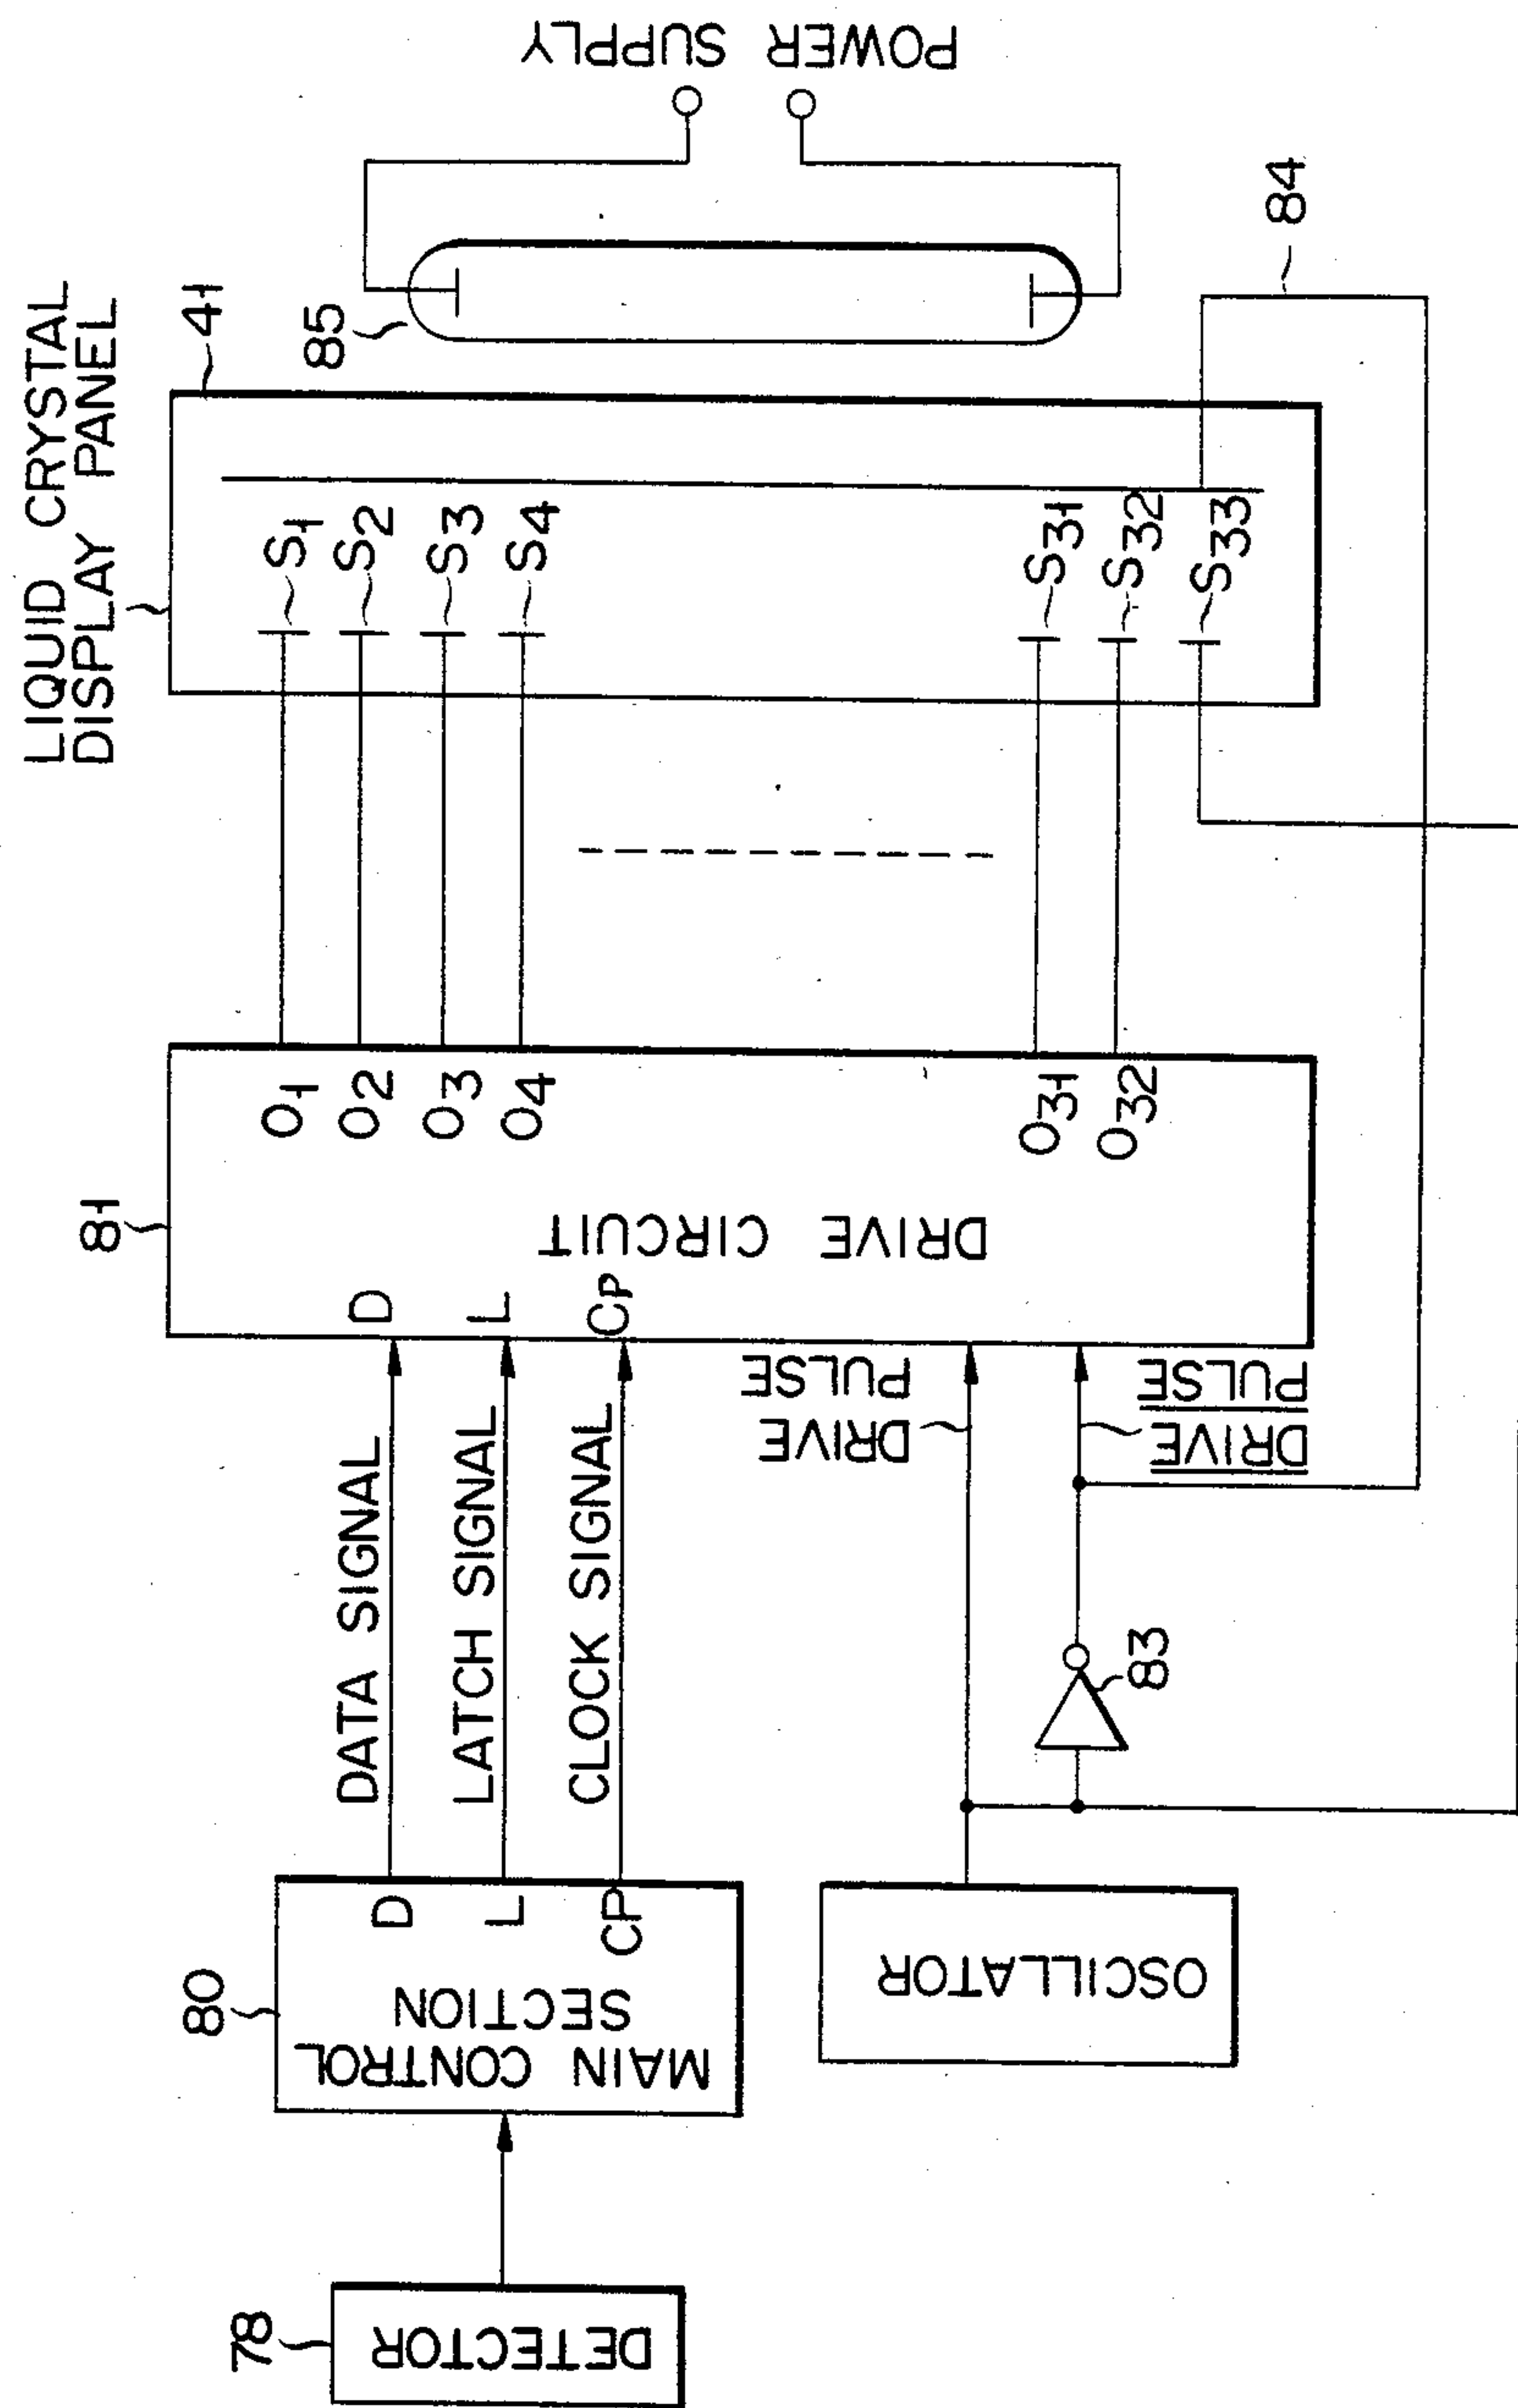 LIQUID CRYSTAL
DISPLAY PANEL
41
85
POWER SUPPLY
84
S1
S2
S3
S4
S31
S32
S33
81
O1
O2
O3
O4
O31
O32
DRIVE CIRCUIT
D
L
CP
DATA SIGNAL
LATCH SIGNAL
CLOCK SIGNAL
DRIVE
PULSE
DRIVE
PULSE
83
80
D
L
CP
MAIN CONTROL
SECTION
OSCILLATOR
78
DETECTOR